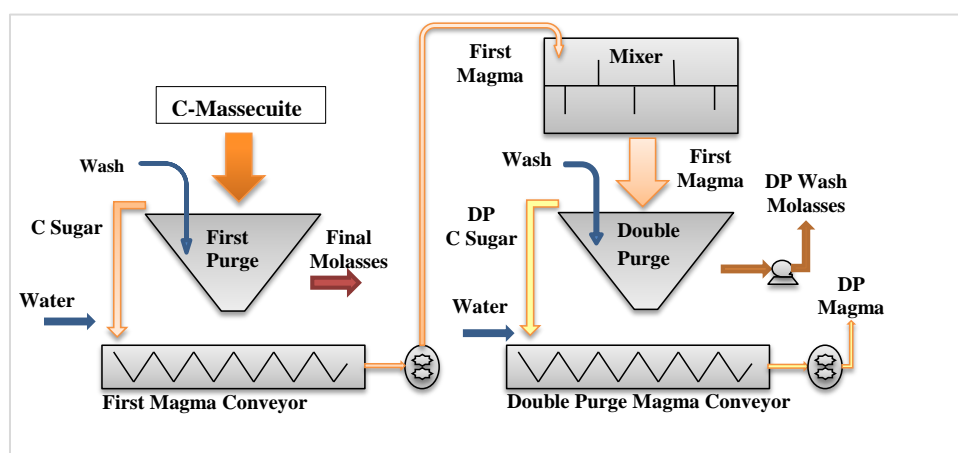 C-Massecuite
Wash
C Sugar
First
Purge
Final
Molasses
Water
First Magma Conveyor
First
Magma
Mixer
Wash
First
Magma
DP
C Sugar
Double
Purge
DP Wash
Molasses
Water
DP
Magma
Double Purge Magma Conveyor